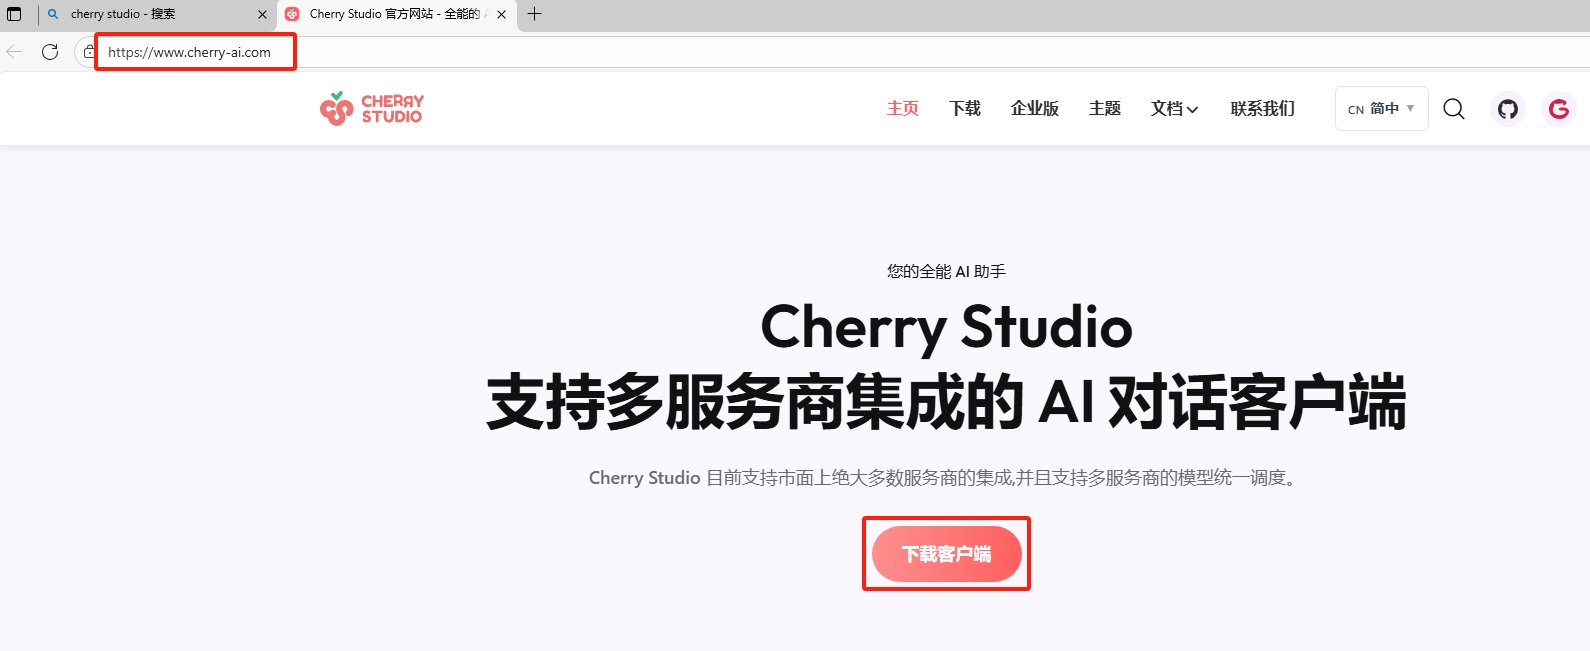 cherry studio - 搜索
Cherry Studio 官方网站 - 全能的
https://www.cherry-ai.com
CHERRY
STUDIO
主页 下载 企业版 主题 文档 联系我们 CN 简中
您的全能 AI 助手
Cherry Studio
支持多服务商集成的 AI 对话客户端
Cherry Studio 目前支持市面上绝大多数服务商的集成,并且支持多服务商的模型统一调度。
下载客户端